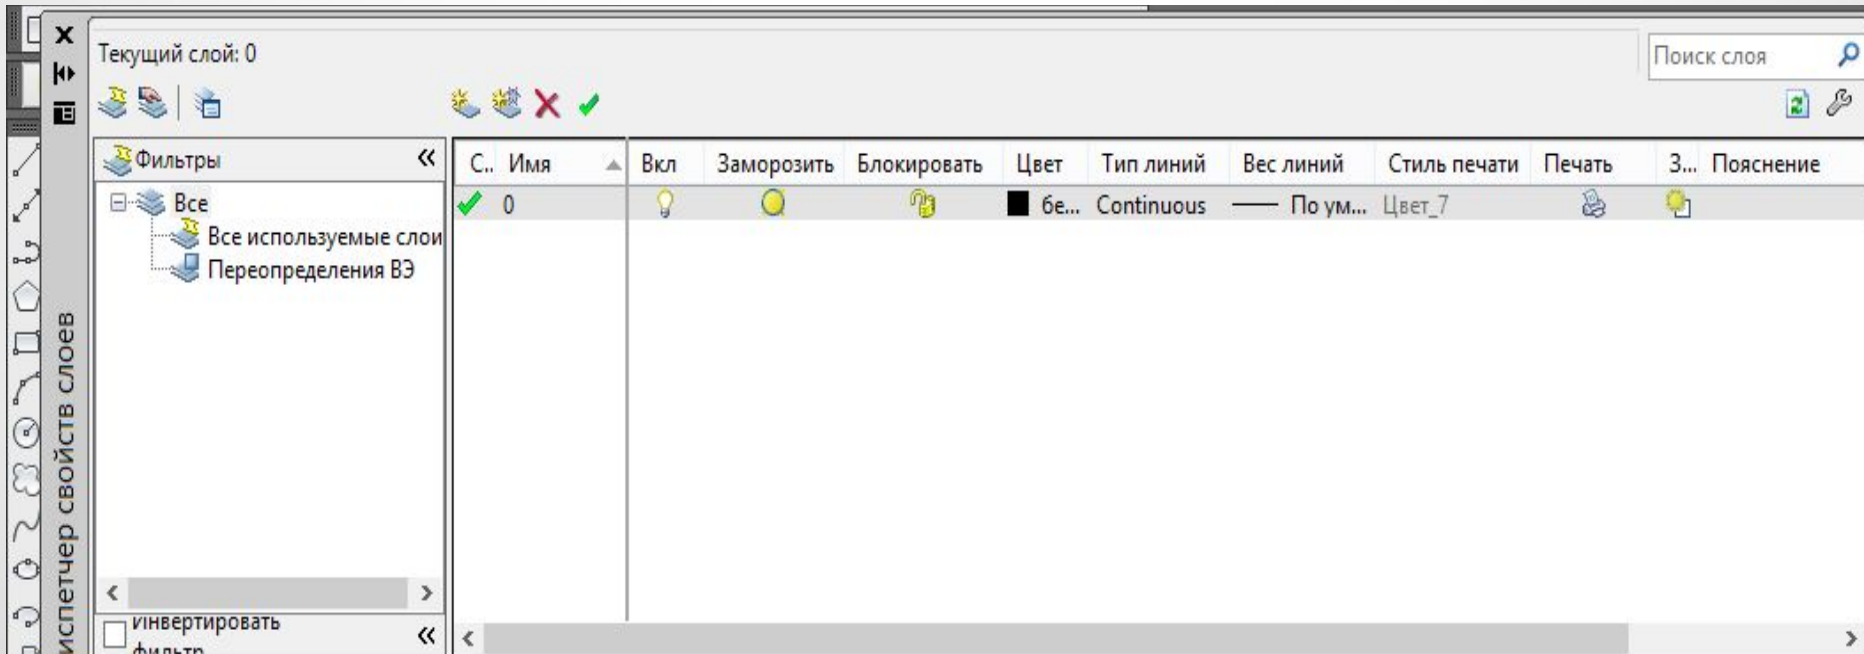 Текущий слой: 0
Поиск слоя
Фильтры
С.. Имя Вкл Заморозить Блокировать Цвет Тип линий Вес линий Стиль печати Печать З... Пояснение
Все
0 бе... Continuous По ум... Цвет_7
Все используемые слои
Переопределения ВЭ
испетчер свойств слоев
Инвертировать
фильтр